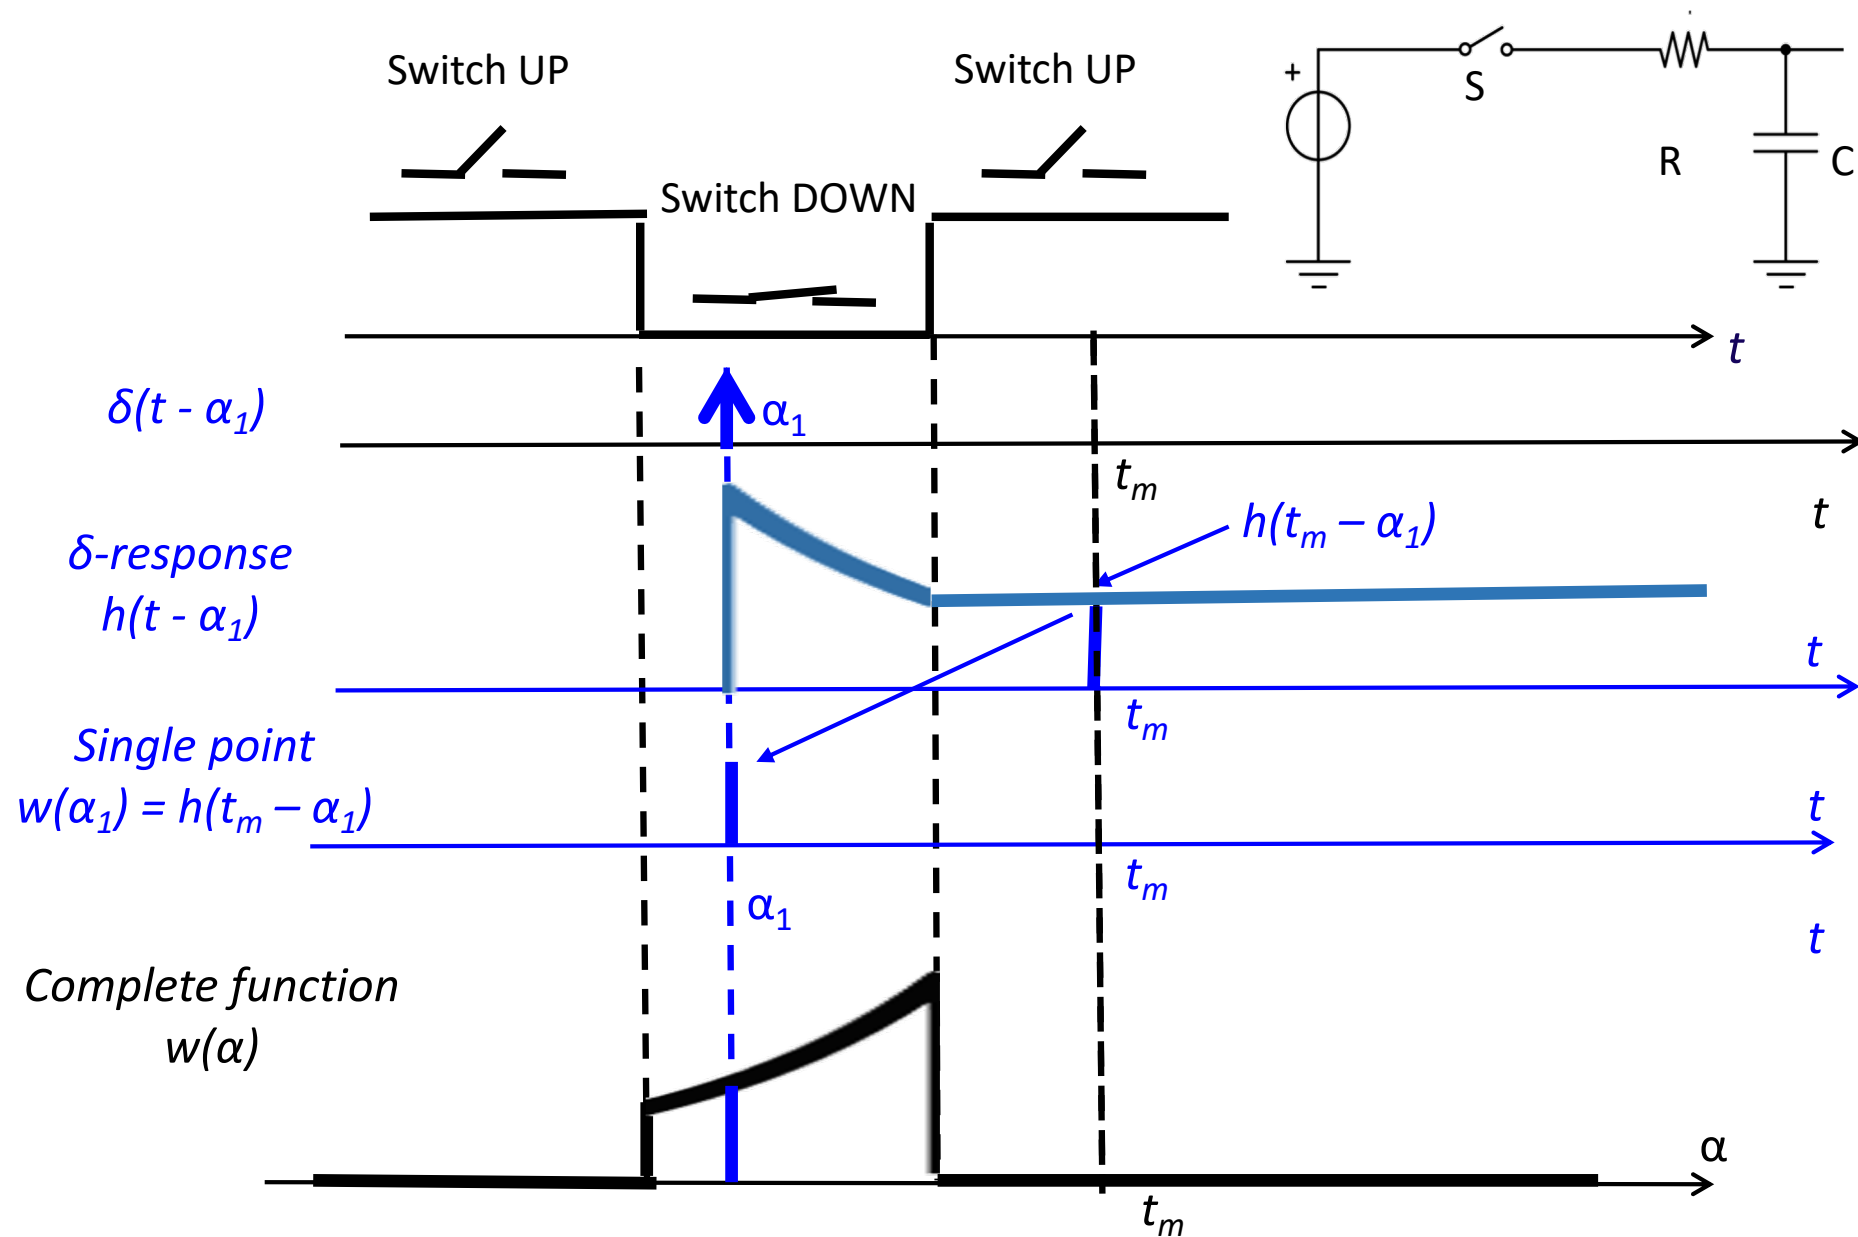 Switch UP
Switch UP
+
S
R
C
Switch DOWN
t
δ(t - α1)
α1
tm
t
h(tm – α1)
δ-response
h(t - α1)
t
tm
Single point
w(α1) = h(tm – α1)
t
tm
α1
t
Complete function
w(α)
α
tm